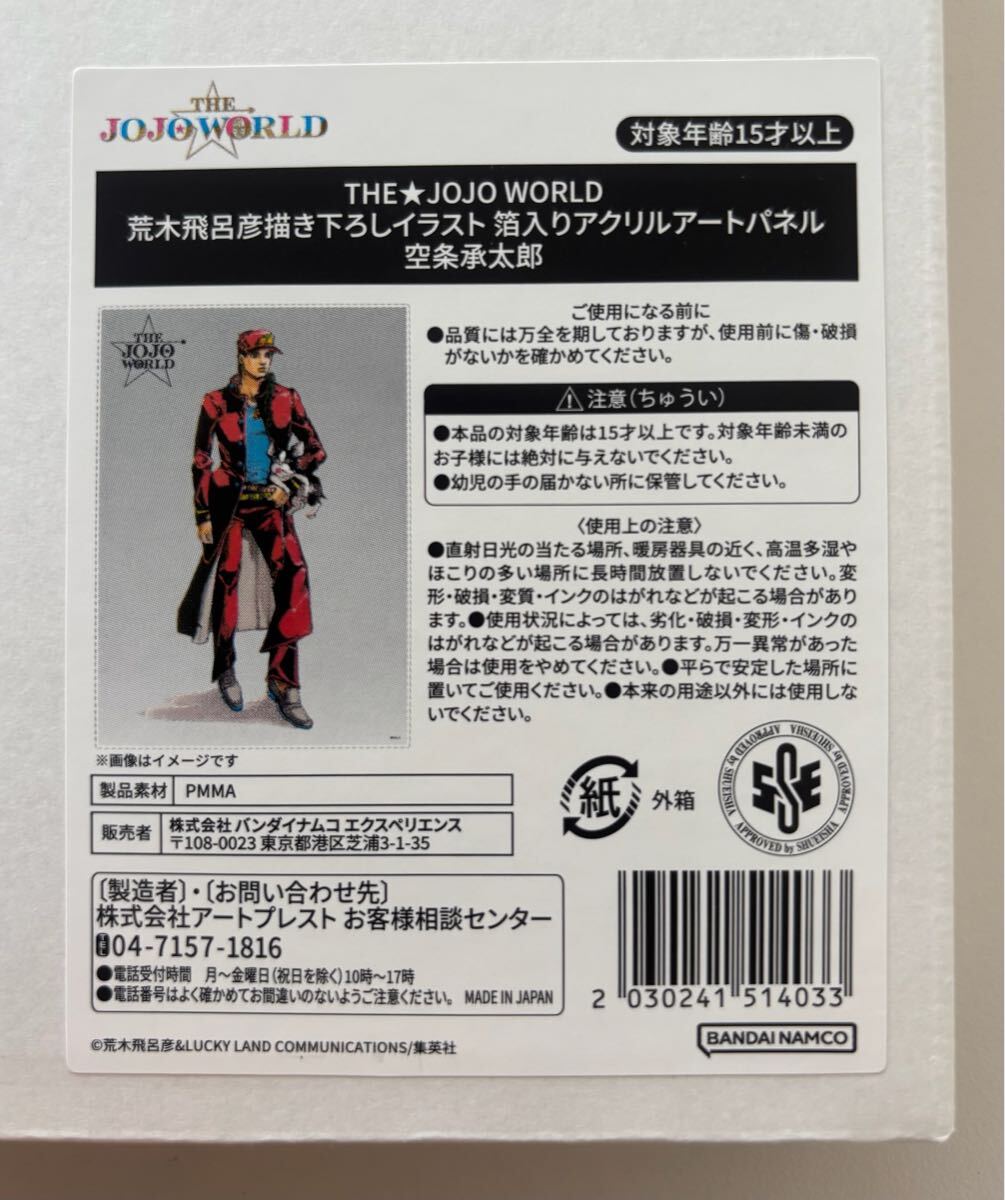 THE
JOJO★WORLD
対象年齢15才以上
THE★JOJO WORLD
荒木飛呂彦描き下ろしイラスト 箔入りアクリルアートパネル
空条承太郎
THE
JOJO
WORLD
※画像はイメージです
ご使用になる前に
●品質には万全を期しておりますが、使用前に傷・破損
がないかを確かめてください。
⚠注意(ちゅうい)
●本品の対象年齢は15才以上です。対象年齢未満の
お子様には絶対に与えないでください。
●幼児の手の届かない所に保管してください。
〈使用上の注意〉
●直射日光の当たる場所、暖房器具の近く、高温多湿や
ほこりの多い場所に長時間放置しないでください。変
形・破損・変質・インクのはがれなどが起こる場合があり
ます。●使用状況によっては、劣化・破損・変形・インクの
はがれなどが起こる場合があります。万一異常があった
場合は使用をやめてください。●平らで安定した場所に
置いてご使用ください。●本来の用途以外には使用しな
いでください。
製品素材 PMMA
販売者 株式会社 バンダイナムコ エクスペリエンス
〒108-0023 東京都港区芝浦3-1-35
紙 外箱
APPROVED by SHUEISHA
APPROVED by SHUEISHA
SSE
〔製造者〕・〔お問い合わせ先〕
株式会社アートプレスト お客様相談センター
TEL 04-7157-1816
●電話受付時間 月〜金曜日(祝日を除く)10時〜17時
●電話番号はよく確かめてお間違いのないようご注意ください。 MADE IN JAPAN
2 030241 514033
©荒木飛呂彦&LUCKY LAND COMMUNICATIONS/集英社
BANDAI NAMCO